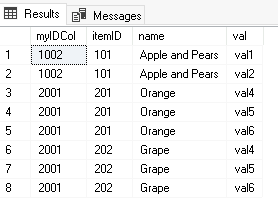 Results Messages
myIDCol itemID name val
1 1002 101 Apple and Pears val1
2 1002 101 Apple and Pears val2
3 2001 201 Orange val4
4 2001 201 Orange val5
5 2001 201 Orange val6
6 2001 202 Grape val4
7 2001 202 Grape val5
8 2001 202 Grape val6